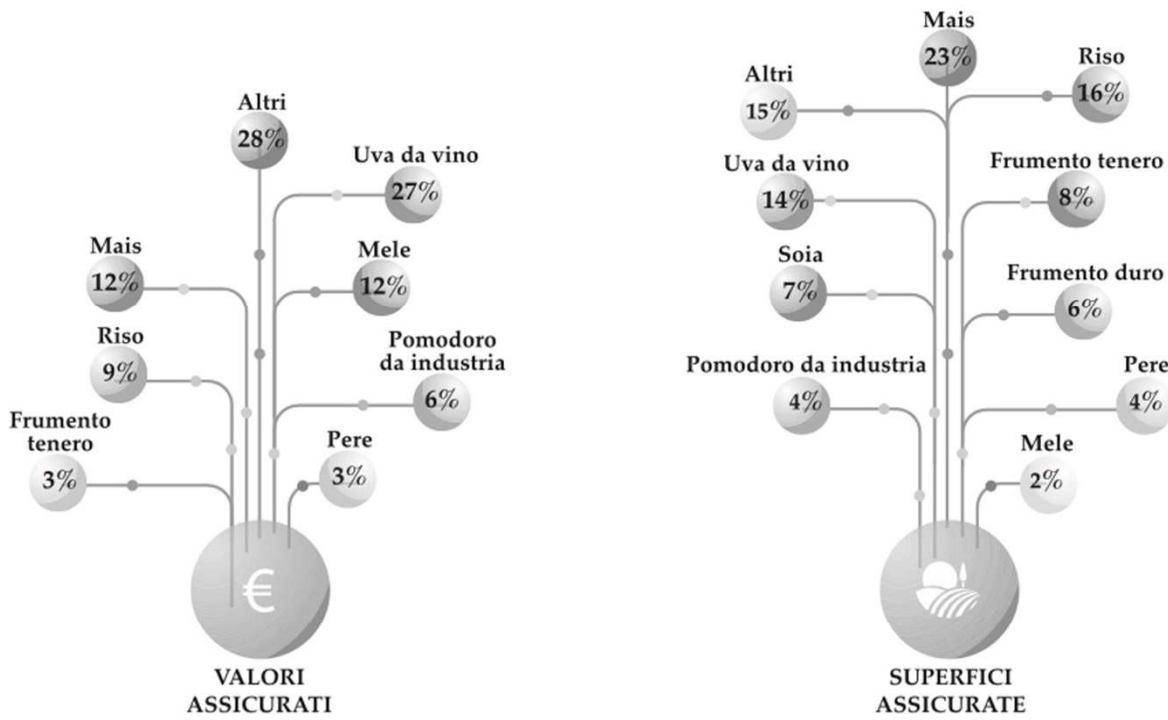 Altri
28%
Uva da vino
27%
Mais
12%
Mele
12%
Riso
9%
Pomodoro
da industria
6%
Frumento
tenero
3%
Pere
3%
€
VALORI
ASSICURATI
Mais
23%
Altri
15%
Riso
16%
Uva da vino
14%
Frumento tenero
8%
Soia
7%
Frumento duro
6%
Pomodoro da industria
4%
Pere
4%
Mele
2%
SUPERFICI
ASSICURATE